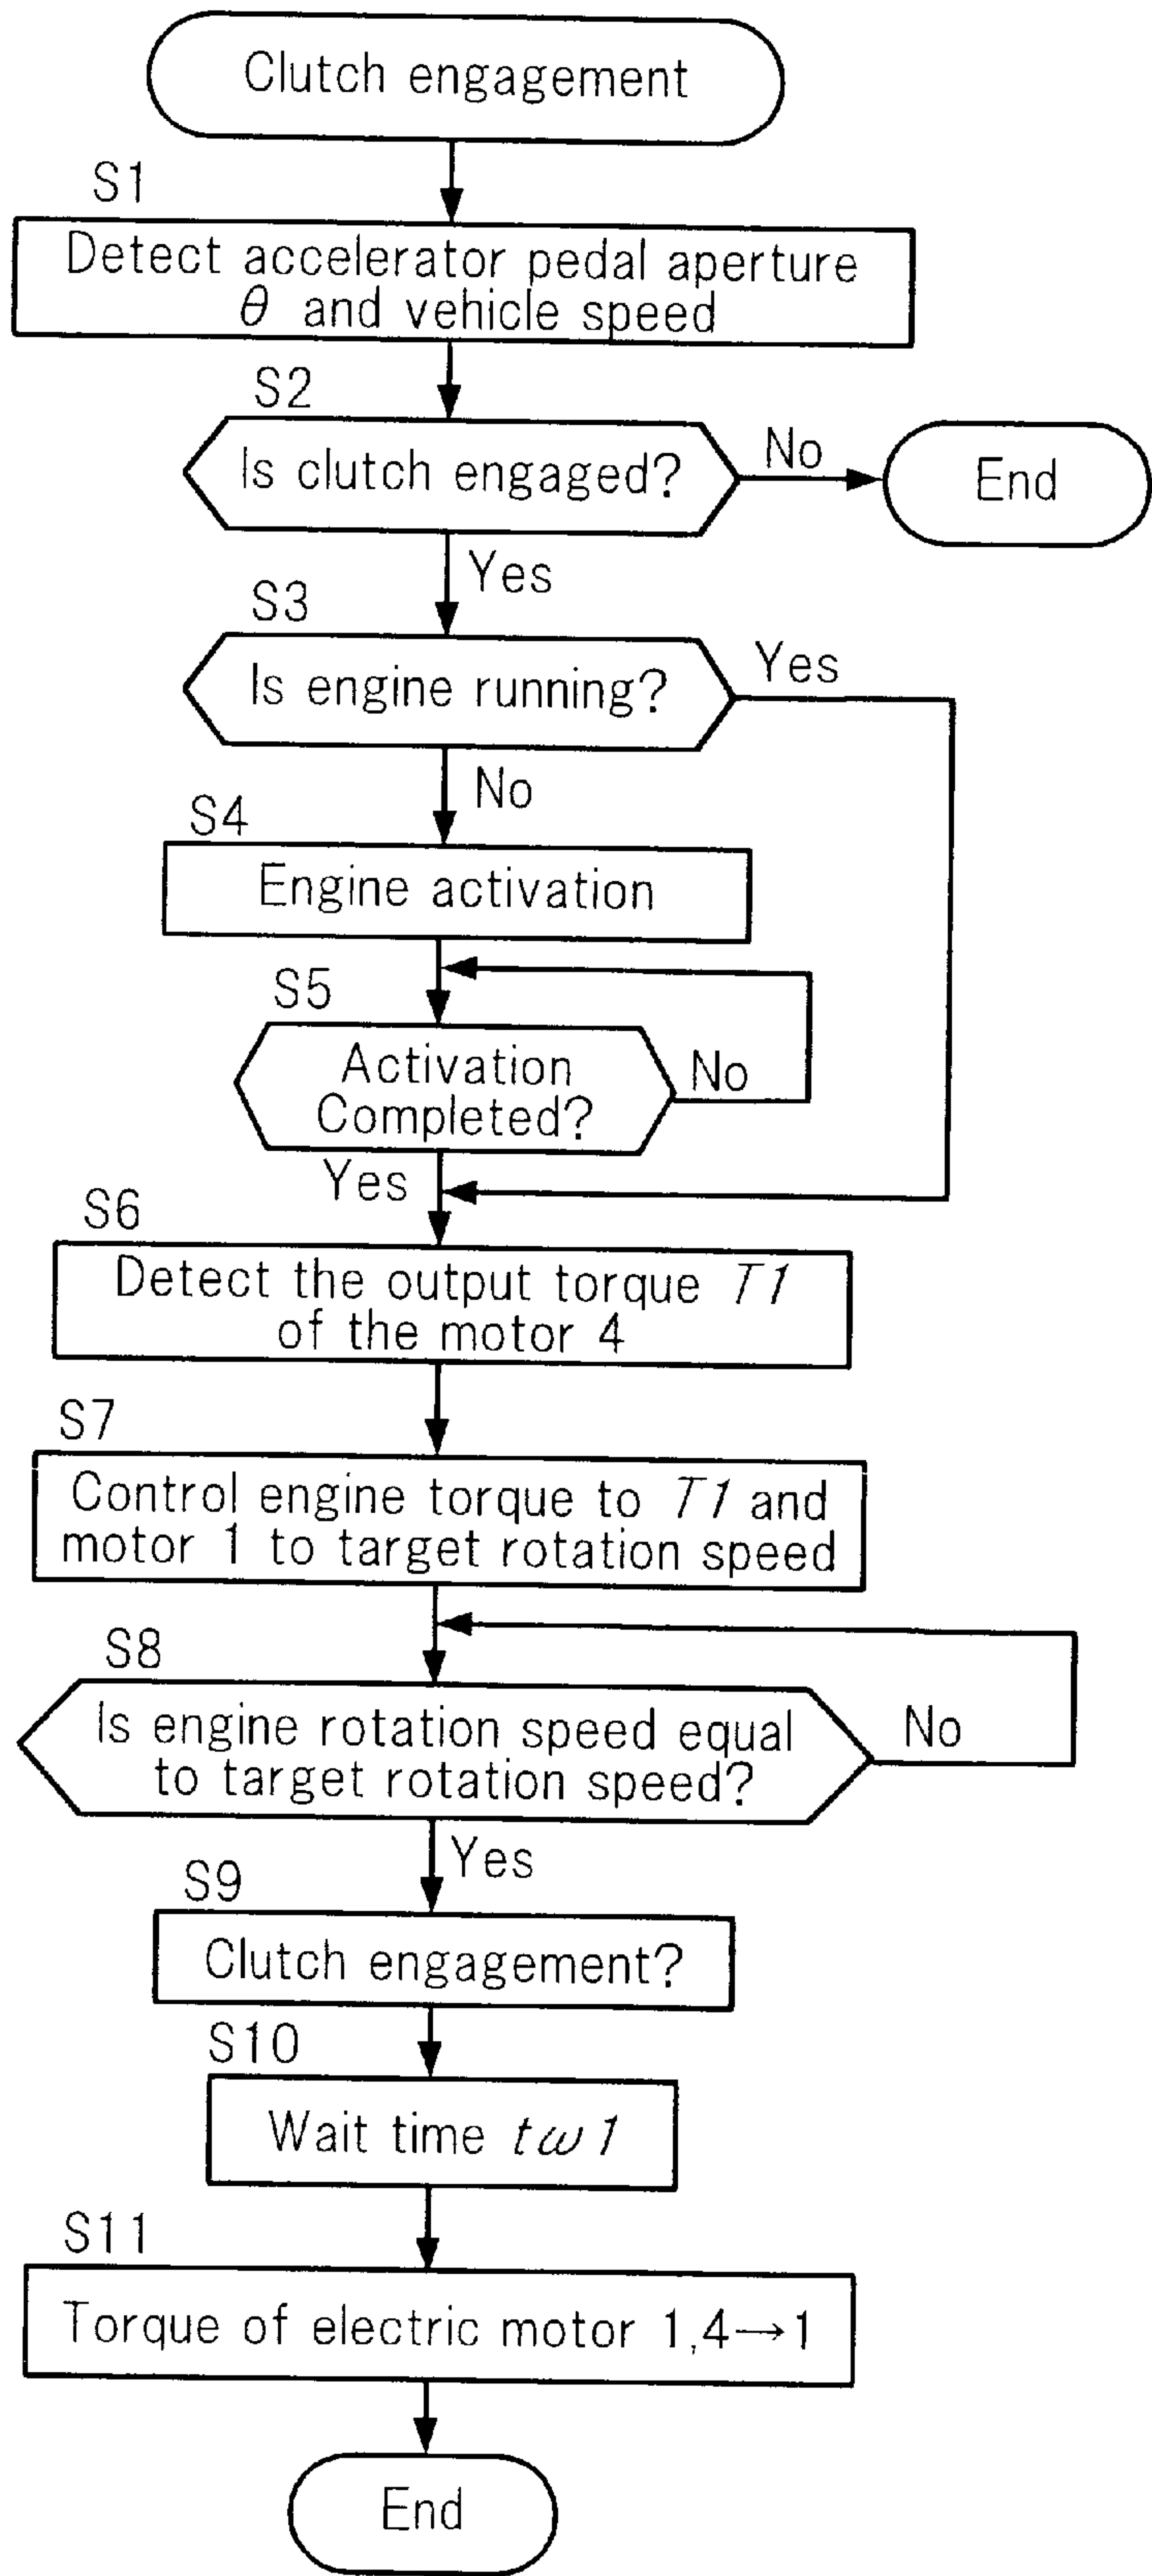 Clutch engagement
S1
Detect accelerator pedal aperture
θ and vehicle speed
S2
Is clutch engaged?
No
End
Yes
S3
Is engine running?
Yes
No
S4
Engine activation
S5
Activation
Completed?
No
Yes
S6
Detect the output torque T1
of the motor 4
S7
Control engine torque to T1 and
motor 1 to target rotation speed
S8
Is engine rotation speed equal
to target rotation speed?
No
Yes
S9
Clutch engagement?
S10
Wait time tω1
S11
Torque of electric motor 1,4→1
End